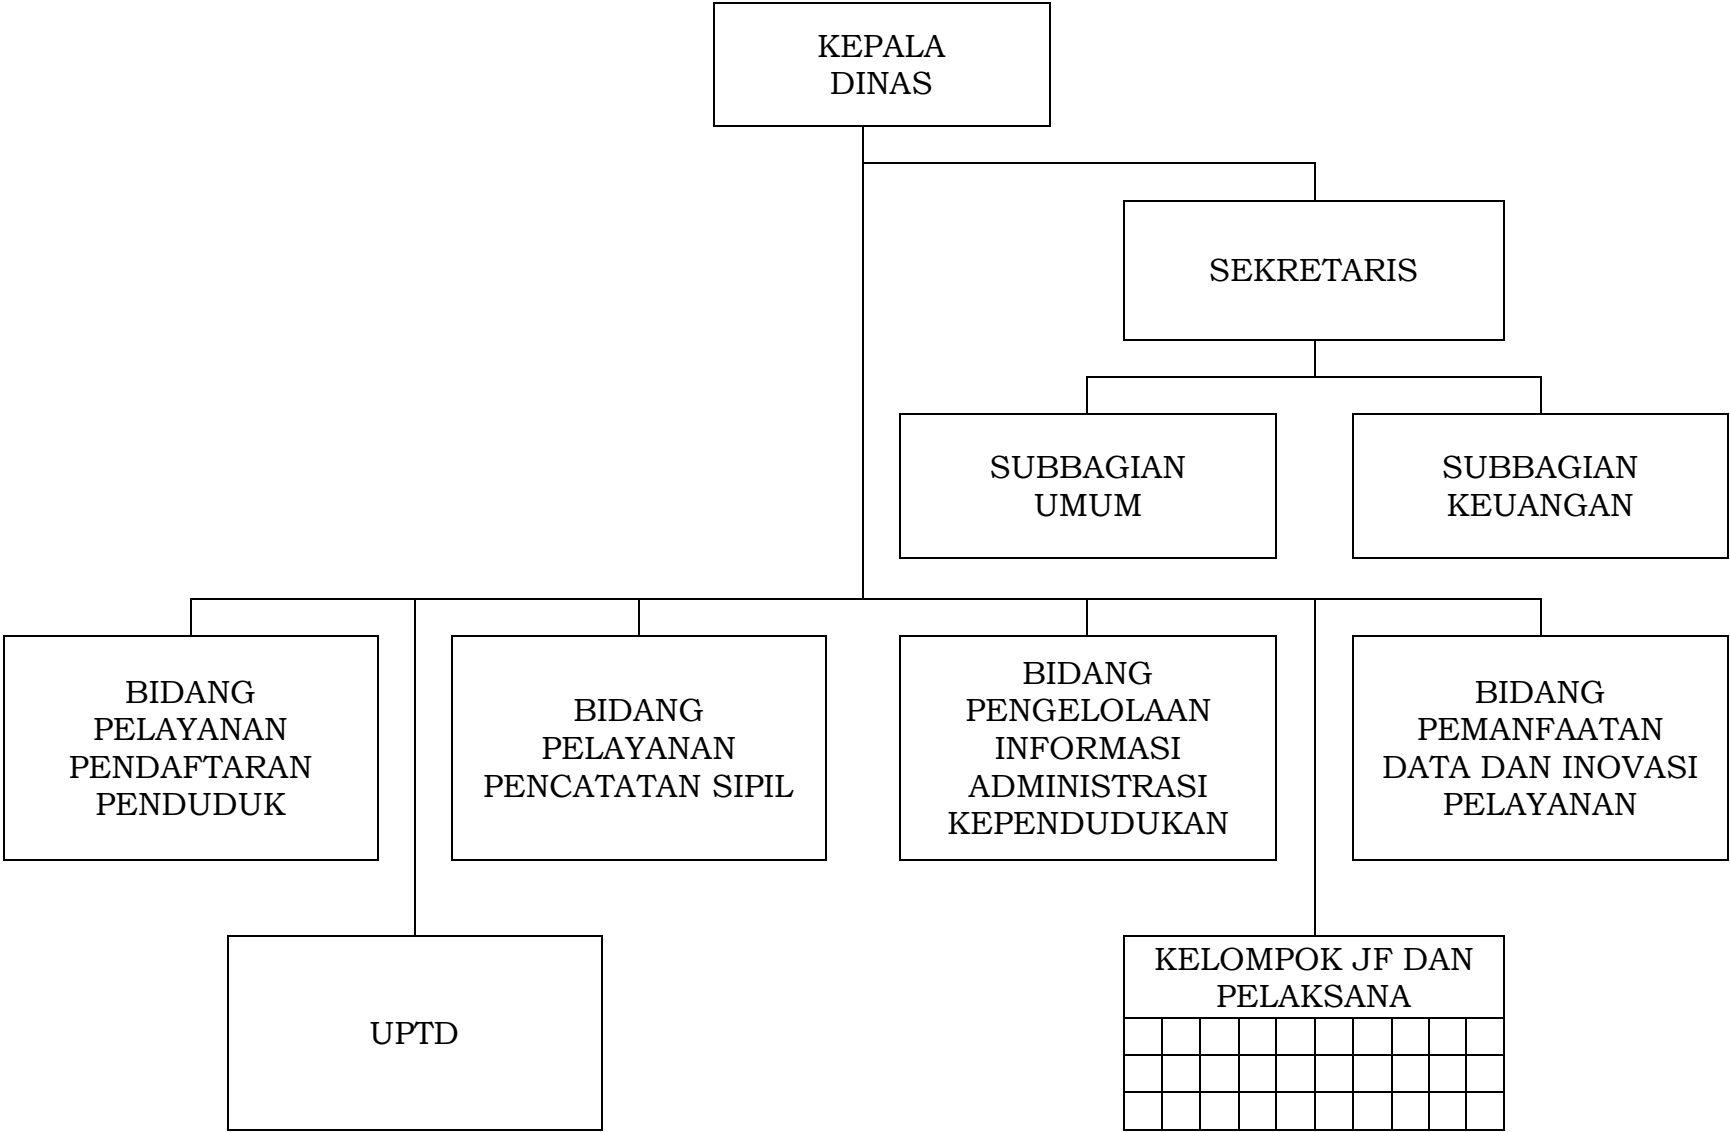 KEPALA
DINAS
SEKRETARIS
SUBBAGIAN
UMUM
SUBBAGIAN
KEUANGAN
BIDANG
PELAYANAN
PENDAFTARAN
PENDUDUK
BIDANG
PELAYANAN
PENCATATAN SIPIL
BIDANG
PENGELOLAAN
INFORMASI
ADMINISTRASI
KEPENDUDUKAN
BIDANG
PEMANFAATAN
DATA DAN INOVASI
PELAYANAN
UPTD
KELOMPOK JF DAN
PELAKSANA